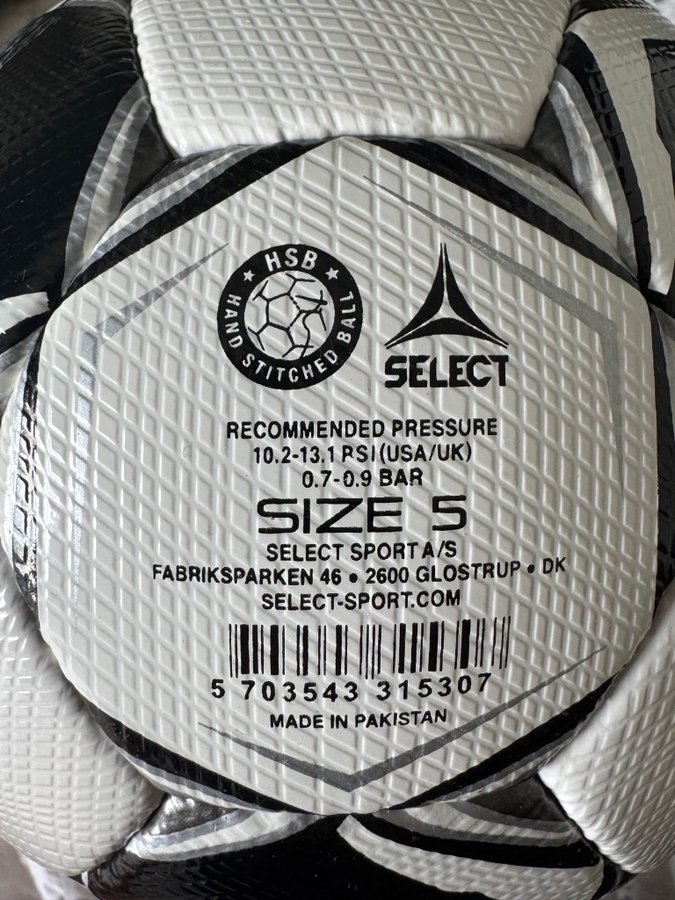 HSB
HAND STITCHED BALL
SELECT
RECOMMENDED PRESSURE
10.2-13.1 PSI (USA/UK)
0.7-0.9 BAR
SIZE 5
SELECT SPORT A/S
FABRIKSPARKEN 46 • 2600 GLOSTRUP • DK
SELECT-SPORT.COM
5 703543 315307
MADE IN PAKISTAN